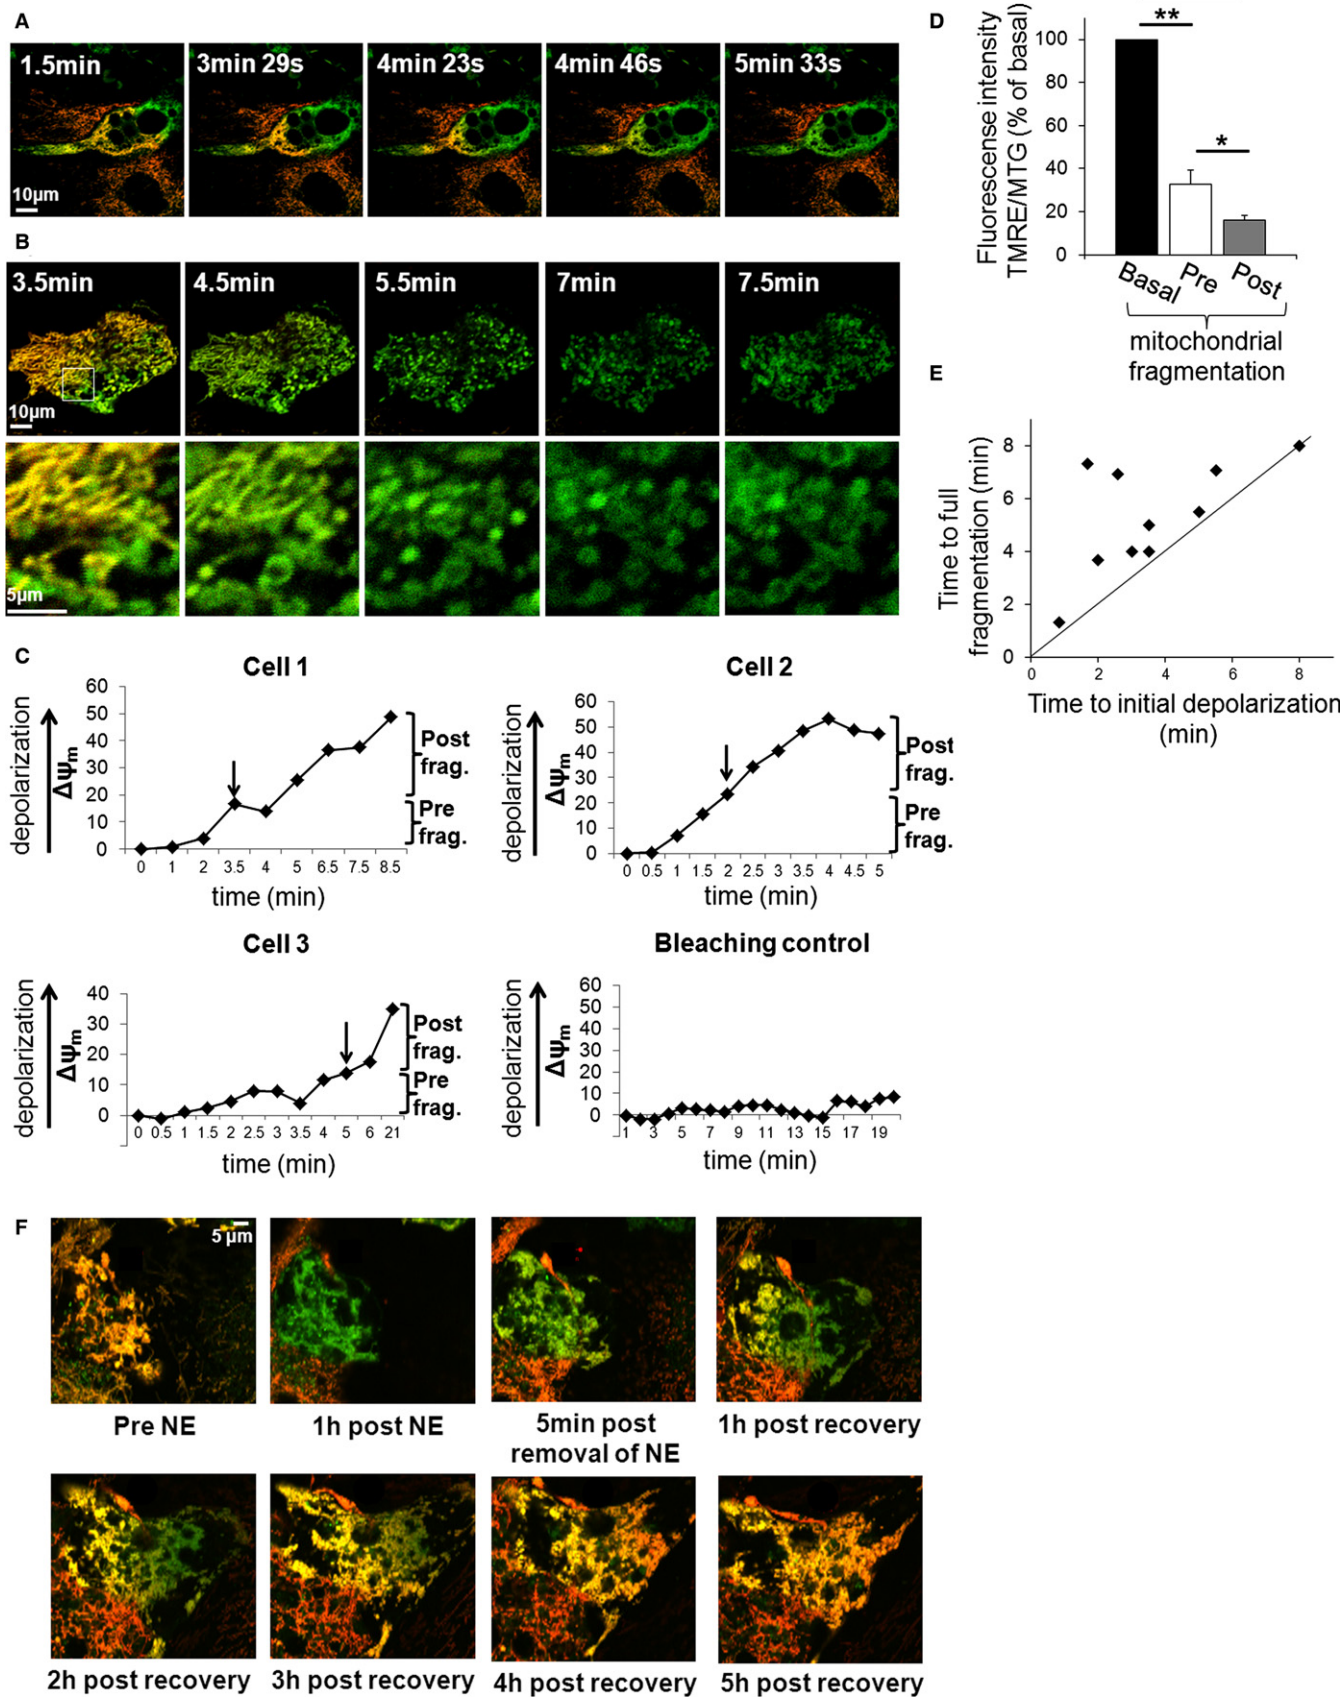 A
1.5min
3min 29s
4min 23s
4min 46s
5min 33s
10µm
B
3.5min
4.5min
5.5min
7min
7.5min
10µm
5µm
C
Cell 1
depolarization
ΔΨm
60
50
40
30
20
10
0
Post
frag.
Pre
frag.
0 1 2 3.5 4 5 6.5 7.5 8.5
time (min)
Cell 2
depolarization
ΔΨm
60
50
40
30
20
10
0
Post
frag.
Pre
frag.
0 0.5 1 1.5 2 2.5 3 3.5 4 4.5 5
time (min)
Cell 3
depolarization
ΔΨm
40
30
20
10
0
Post
frag.
Pre
frag.
0 0.5 1 1.5 2 2.5 3 3.5 4 5 6 21
time (min)
Bleaching control
depolarization
ΔΨm
60
50
40
30
20
10
0
1 3 5 7 9 11 13 15 17 19
time (min)
D
Fluorescense intensity
TMRE/MTG (% of basal)
100
80
60
40
20
0
**
*
Basal
Pre
Post
mitochondrial
fragmentation
E
Time to full
fragmentation (min)
8
6
4
2
0
0 2 4 6 8
Time to initial depolarization
(min)
F
5 µm
Pre NE
1h post NE
5min post
removal of NE
1h post recovery
2h post recovery
3h post recovery
4h post recovery
5h post recovery